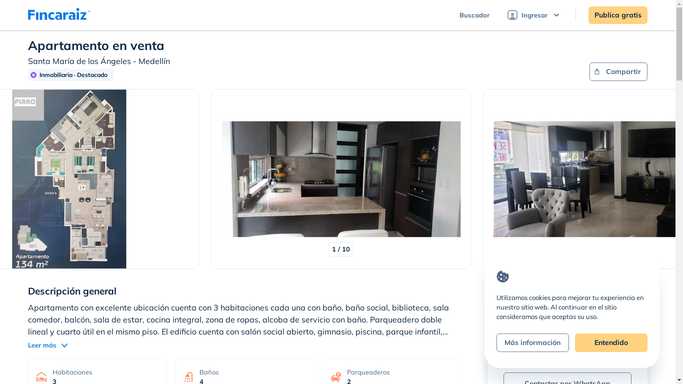 Fincaraiz
Buscador
Ingresar
Publica gratis
Apartamento en venta
Santa María de los Ángeles - Medellín
Inmobiliaria · Destacado
Compartir
Apartamento
134 m²
1 / 10
Descripción general
Apartamento con excelente ubicación cuenta con 3 habitaciones cada una con baño, baño social, biblioteca, sala
comedor, balcón, sala de estar, cocina integral, zona de ropas, alcoba de servicio con baño. Parqueadero doble
lineal y cuarto útil en el mismo piso. El edificio cuenta con salón social abierto, gimnasio, piscina, parque infantil,...
Leer más
Habitaciones
3
Baños
4
Parqueaderos
2
Utilizamos cookies para mejorar tu experiencia en
nuestro sitio web. Al continuar en el sitio
consideramos que aceptas su uso.
Más información
Entendido
Contactar por WhatsApp